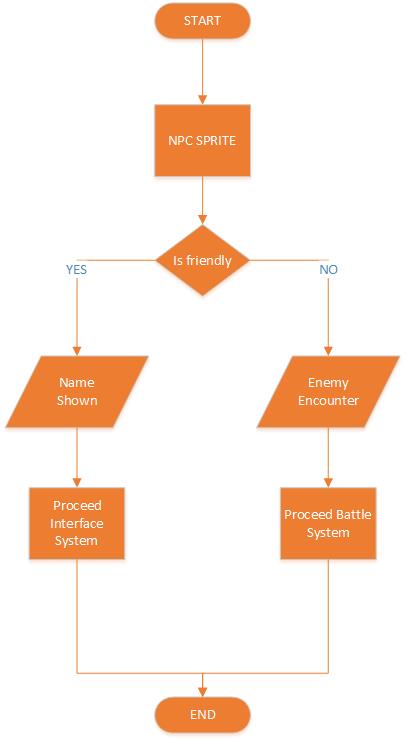 START
NPC SPRITE
Is friendly
YES
NO
Name
Shown
Enemy
Encounter
Proceed
Interface
System
Proceed Battle
System
END